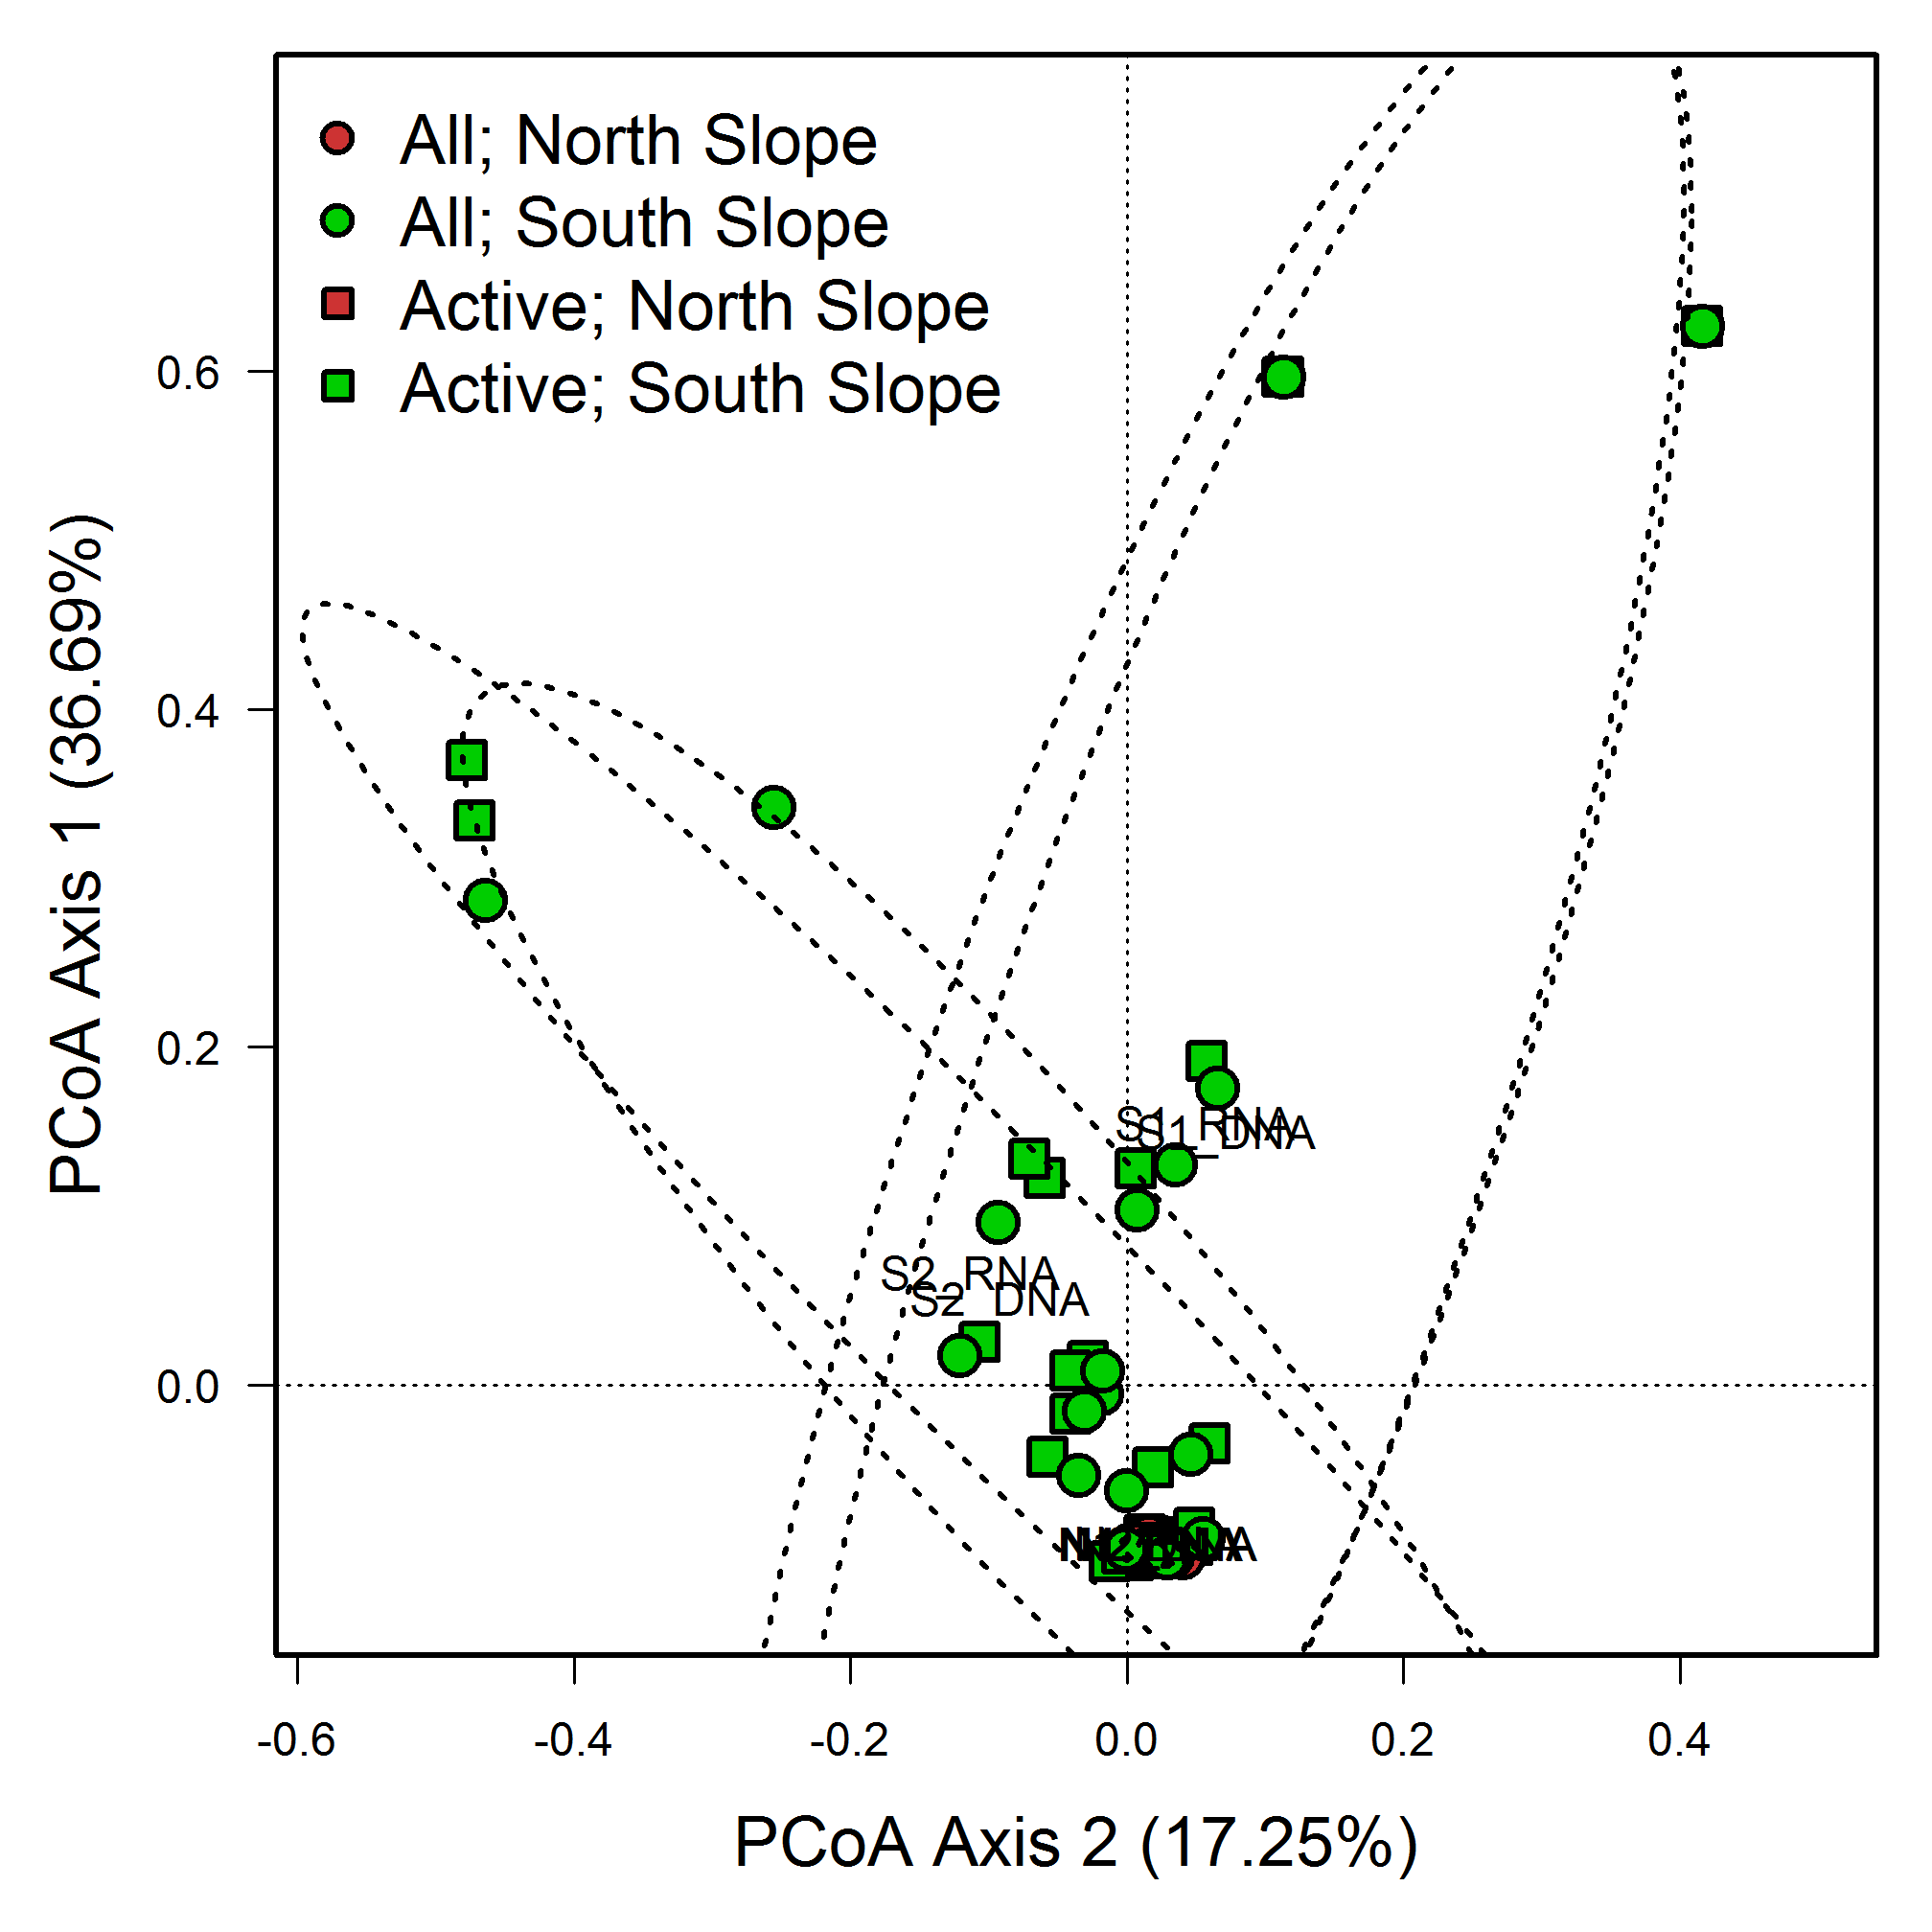 All; North Slope
All; South Slope
Active; North Slope
Active; South Slope
PCoA Axis 1 (36.69%)
0.6
0.4
0.2
0.0
S1_RNA
S1_DNA
S2_RNA
S2_DNA
-0.6 -0.4 -0.2 0.0 0.2 0.4
PCoA Axis 2 (17.25%)